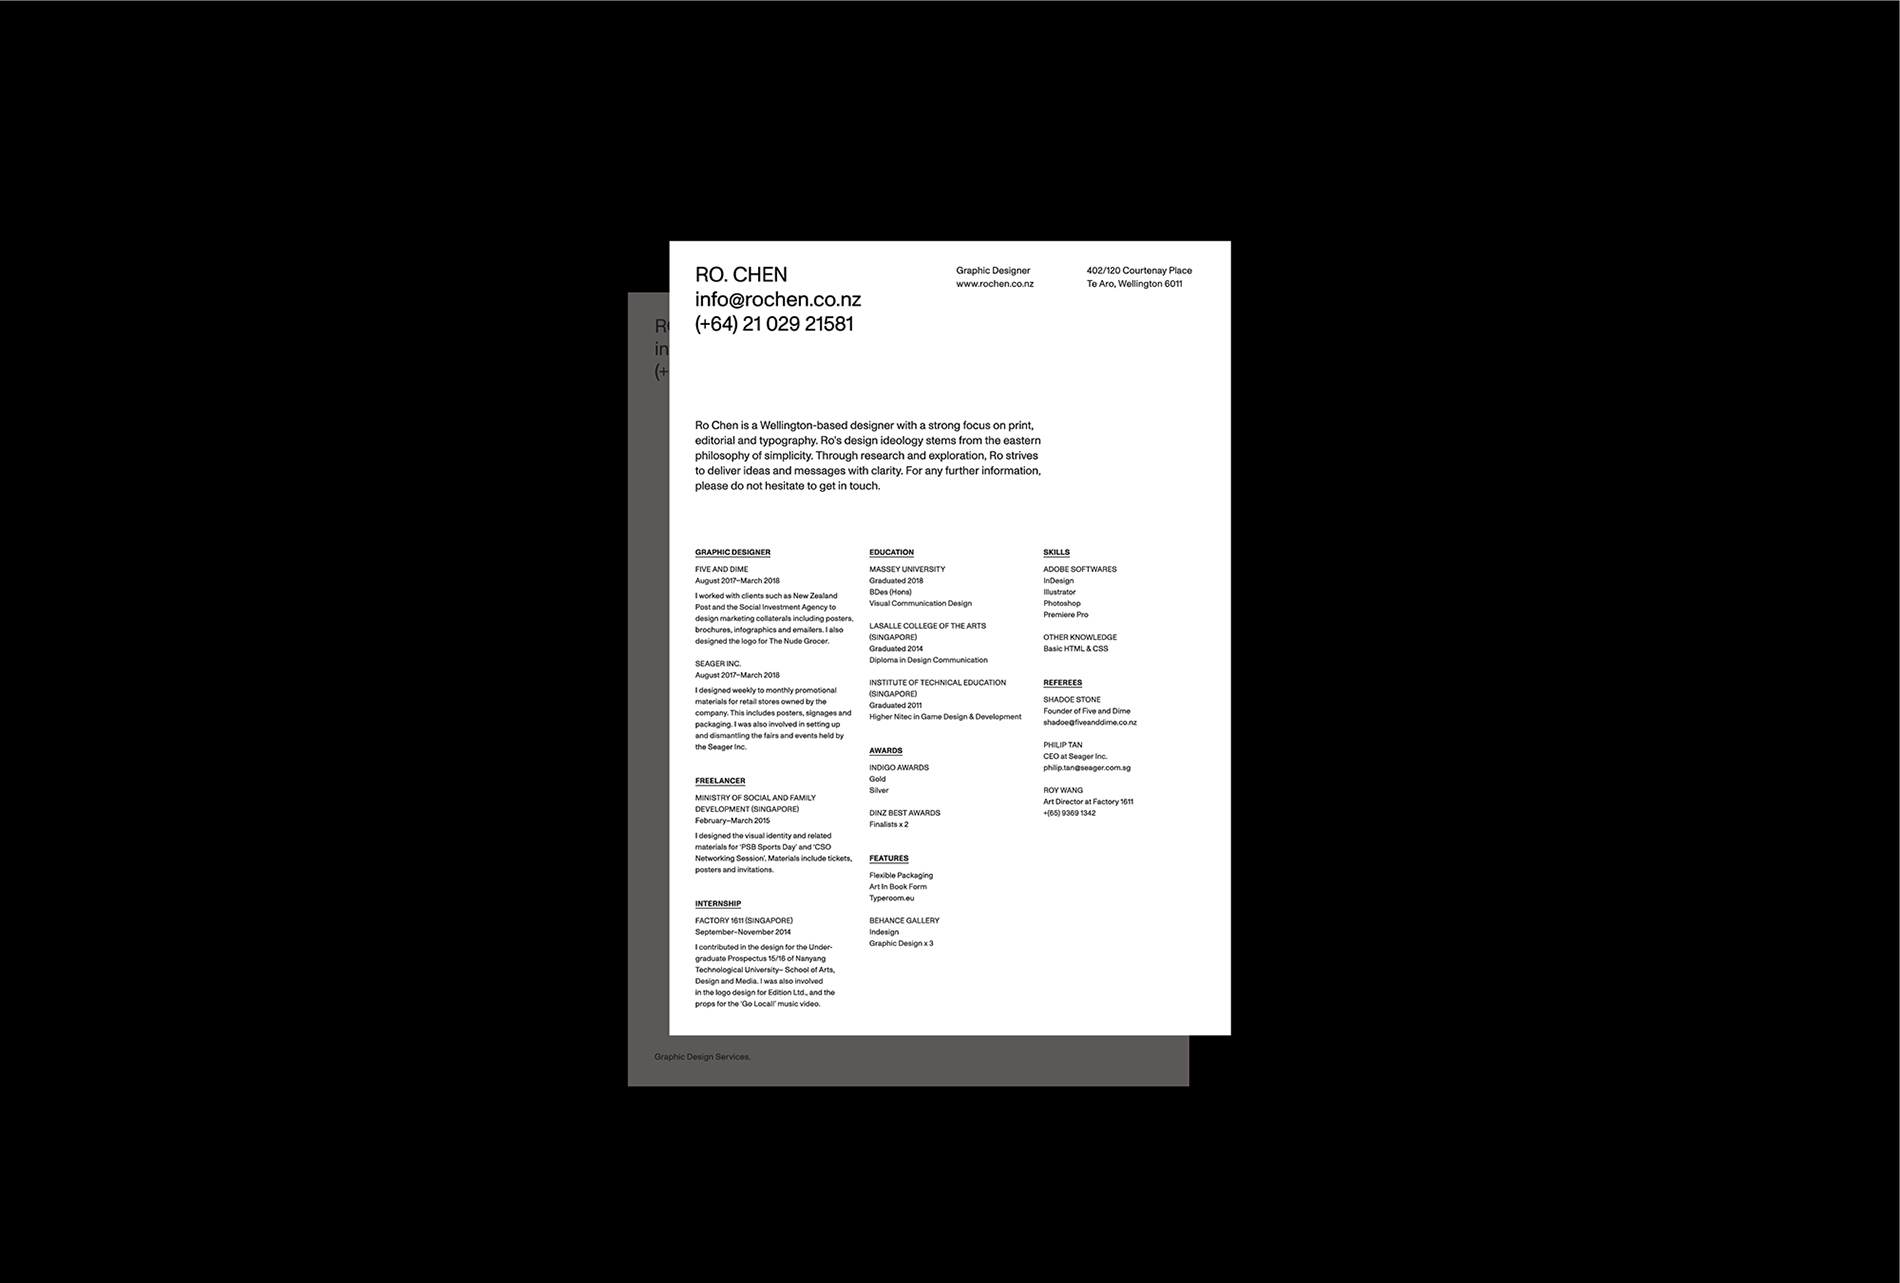 RO. CHEN
info@rochen.co.nz
(+64) 21 029 21581
Graphic Designer
www.rochen.co.nz
402/120 Courtenay Place
Te Aro, Wellington 6011
Ro Chen is a Wellington-based designer with a strong focus on print,
editorial and typography. Ro's design ideology stems from the eastern
philosophy of simplicity. Through research and exploration, Ro strives
to deliver ideas and messages with clarity. For any further information,
please do not hesitate to get in touch.
GRAPHIC DESIGNER
FIVE AND DIME
August 2017–March 2018
I worked with clients such as New Zealand
Post and the Social Investment Agency to
design marketing collaterals including posters,
brochures, infographics and emailers. I also
designed the logo for The Nude Grocer.
SEAGER INC.
August 2017–March 2018
I designed weekly to monthly promotional
materials for retail stores owned by the
company. This includes posters, signages and
packaging. I was also involved in setting up
and dismantling the fairs and events held by
the Seager Inc.
FREELANCER
MINISTRY OF SOCIAL AND FAMILY
DEVELOPMENT (SINGAPORE)
February–March 2015
I designed the visual identity and related
materials for 'PSB Sports Day' and 'CSO
Networking Session'. Materials include tickets,
posters and invitations.
INTERNSHIP
FACTORY 1611 (SINGAPORE)
September–November 2014
I contributed in the design for the Under-
graduate Prospectus 15/16 of Nanyang
Technological University– School of Arts,
Design and Media. I was also involved
in the logo design for Edition Ltd., and the
props for the 'Go Local!' music video.
EDUCATION
MASSEY UNIVERSITY
Graduated 2018
BDes (Hons)
Visual Communication Design
LASALLE COLLEGE OF THE ARTS
(SINGAPORE)
Graduated 2014
Diploma in Design Communication
INSTITUTE OF TECHNICAL EDUCATION
(SINGAPORE)
Graduated 2011
Higher Nitec in Game Design & Development
AWARDS
INDIGO AWARDS
Gold
Silver
DINZ BEST AWARDS
Finalists x 2
FEATURES
Flexible Packaging
Art In Book Form
Typeroom.eu
BEHANCE GALLERY
Indesign
Graphic Design x 3
SKILLS
ADOBE SOFTWARES
InDesign
Illustrator
Photoshop
Premiere Pro
OTHER KNOWLEDGE
Basic HTML & CSS
REFEREES
SHADOE STONE
Founder of Five and Dime
shadoe@fiveanddime.co.nz
PHILIP TAN
CEO at Seager Inc.
philip.tan@seager.com.sg
ROY WANG
Art Director at Factory 1611
+(65) 9369 1342
R
in
(+
Graphic Design Services.